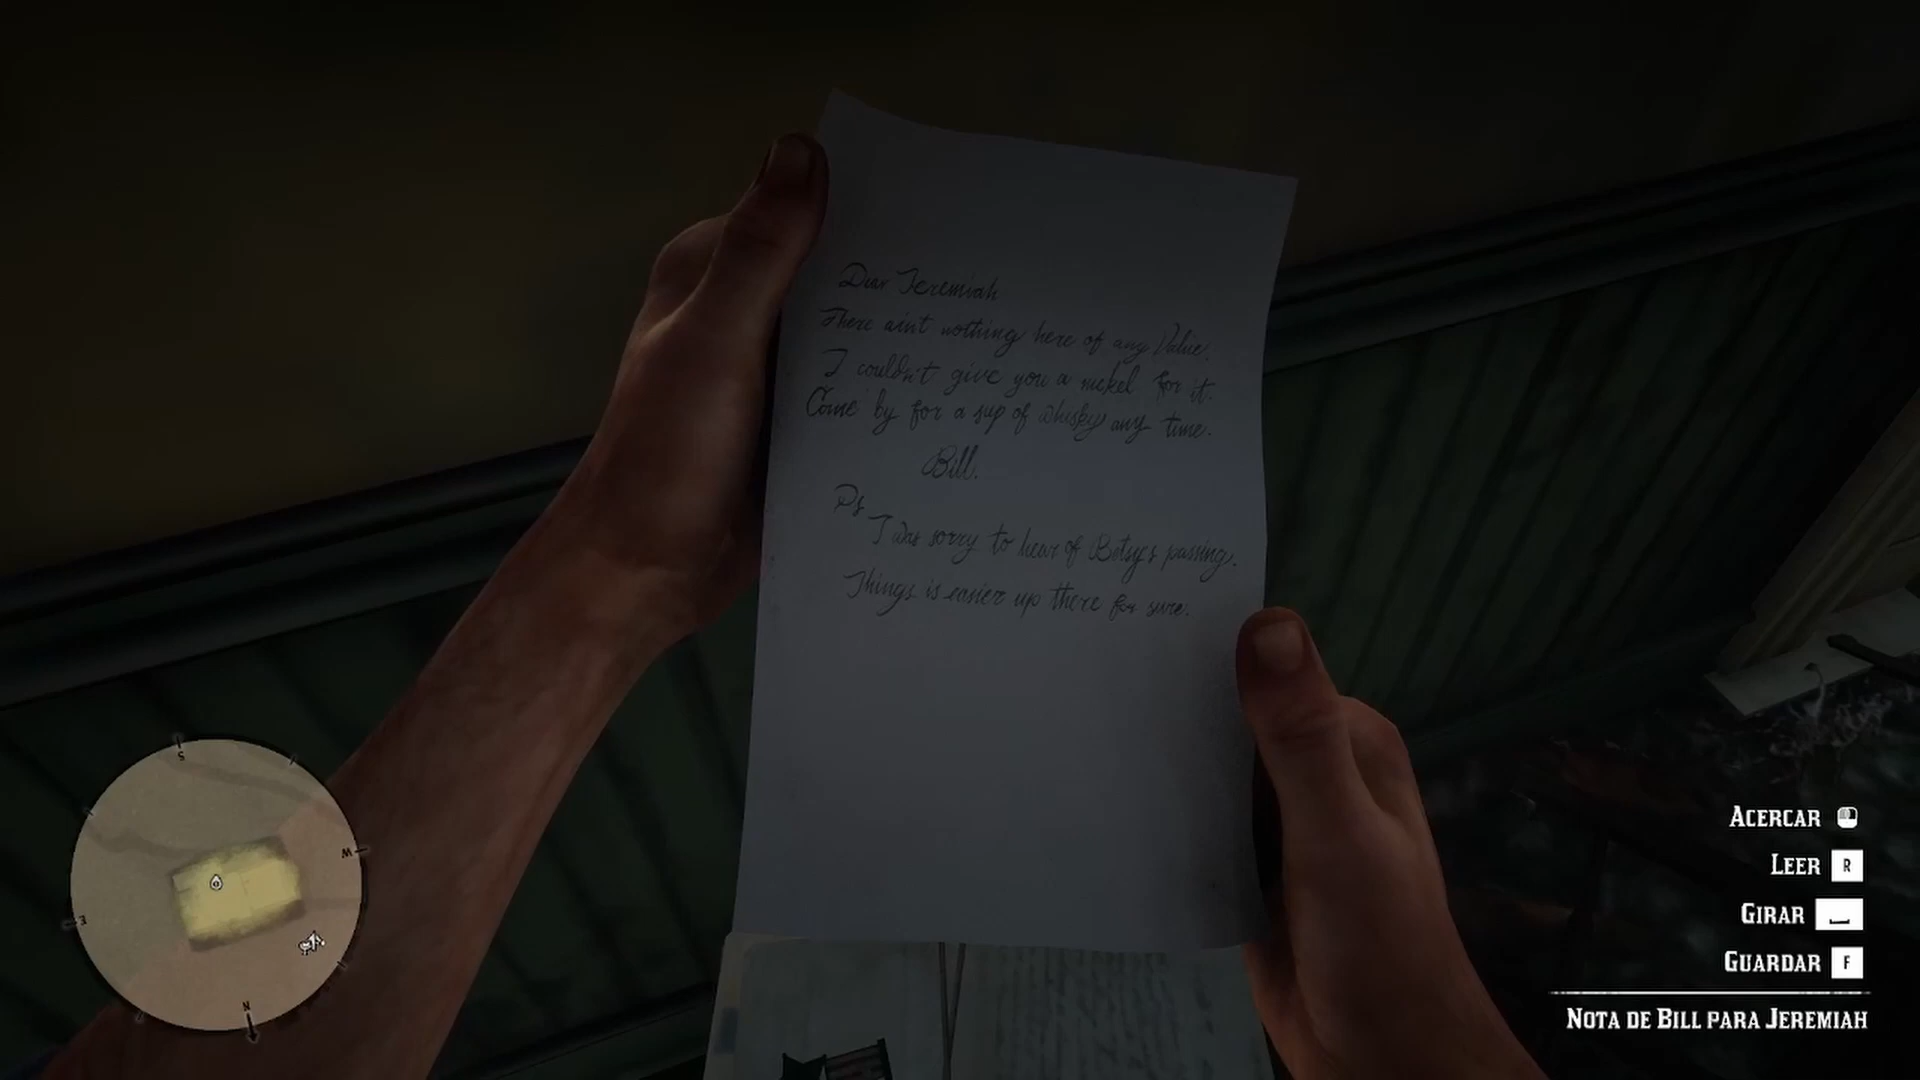 Dear Jeremiah
There aint nothing here of any Value.
I couldn't give you a nickel for it.
Come by for a sup of whisky any time.
Bill.
Ps
I was sorry to hear of Betsys passing.
Things is easier up there for sure.
S
W
E
N
ACERCAR
LEER R
GIRAR
GUARDAR F
NOTA DE BILL PARA JEREMIAH